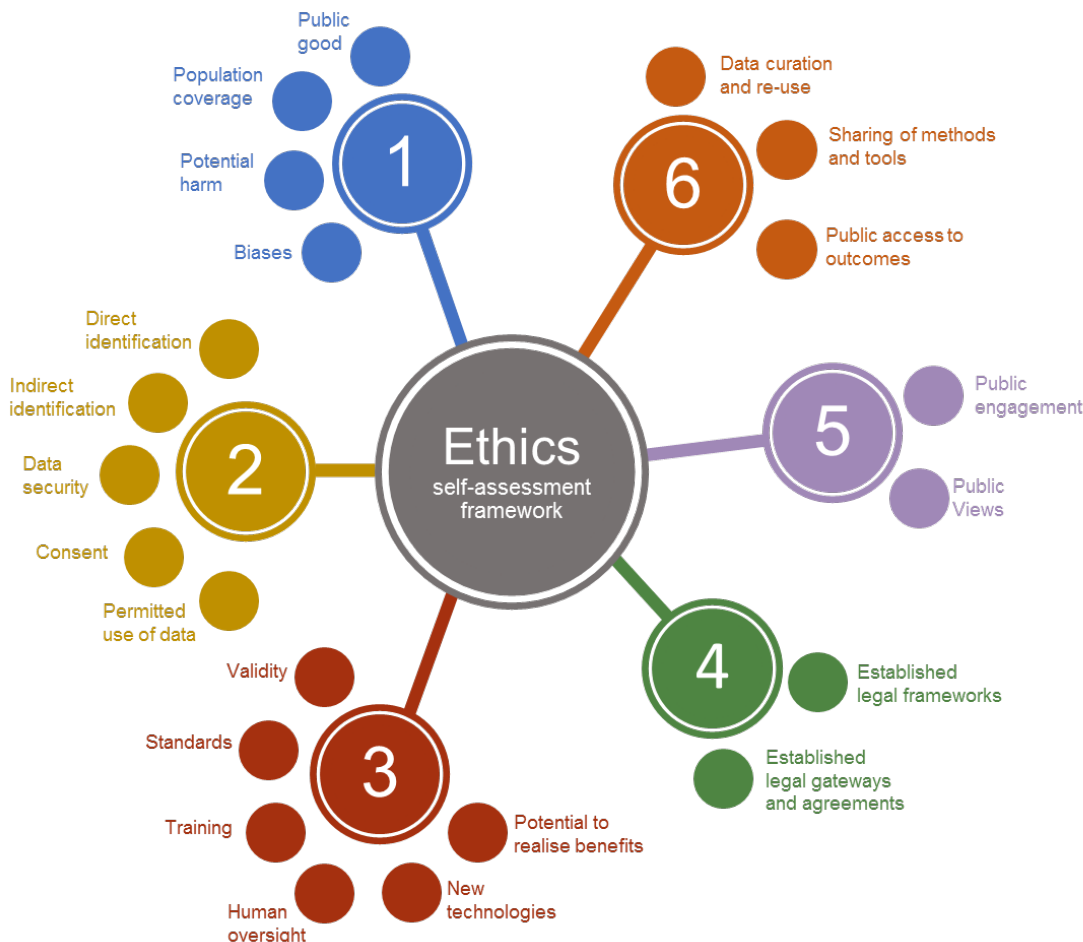 Ethics
self-assessment
framework
1
Public
good
Population
coverage
Potential
harm
Biases
2
Direct
identification
Indirect
identification
Data
security
Consent
Permitted
use of data
3
Validity
Standards
Training
Human
oversight
New
technologies
Potential to
realise benefits
4
Established
legal frameworks
Established
legal gateways
and agreements
5
Public
engagement
Public
Views
6
Data curation
and re-use
Sharing of methods
and tools
Public access to
outcomes